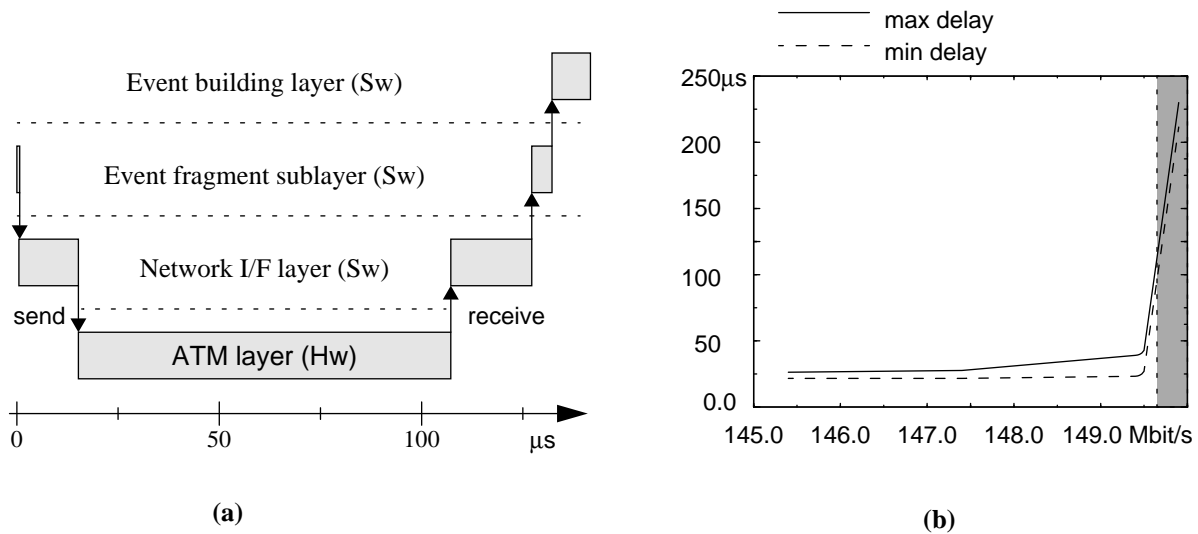 Event building layer (Sw)
Event fragment sublayer (Sw)
Network I/F layer (Sw)
send
receive
ATM layer (Hw)
0
50
100
μs
(a)
max delay
min delay
250μs
200
150
100
50
0.0
145.0 146.0 147.0 148.0 149.0 Mbit/s
(b)